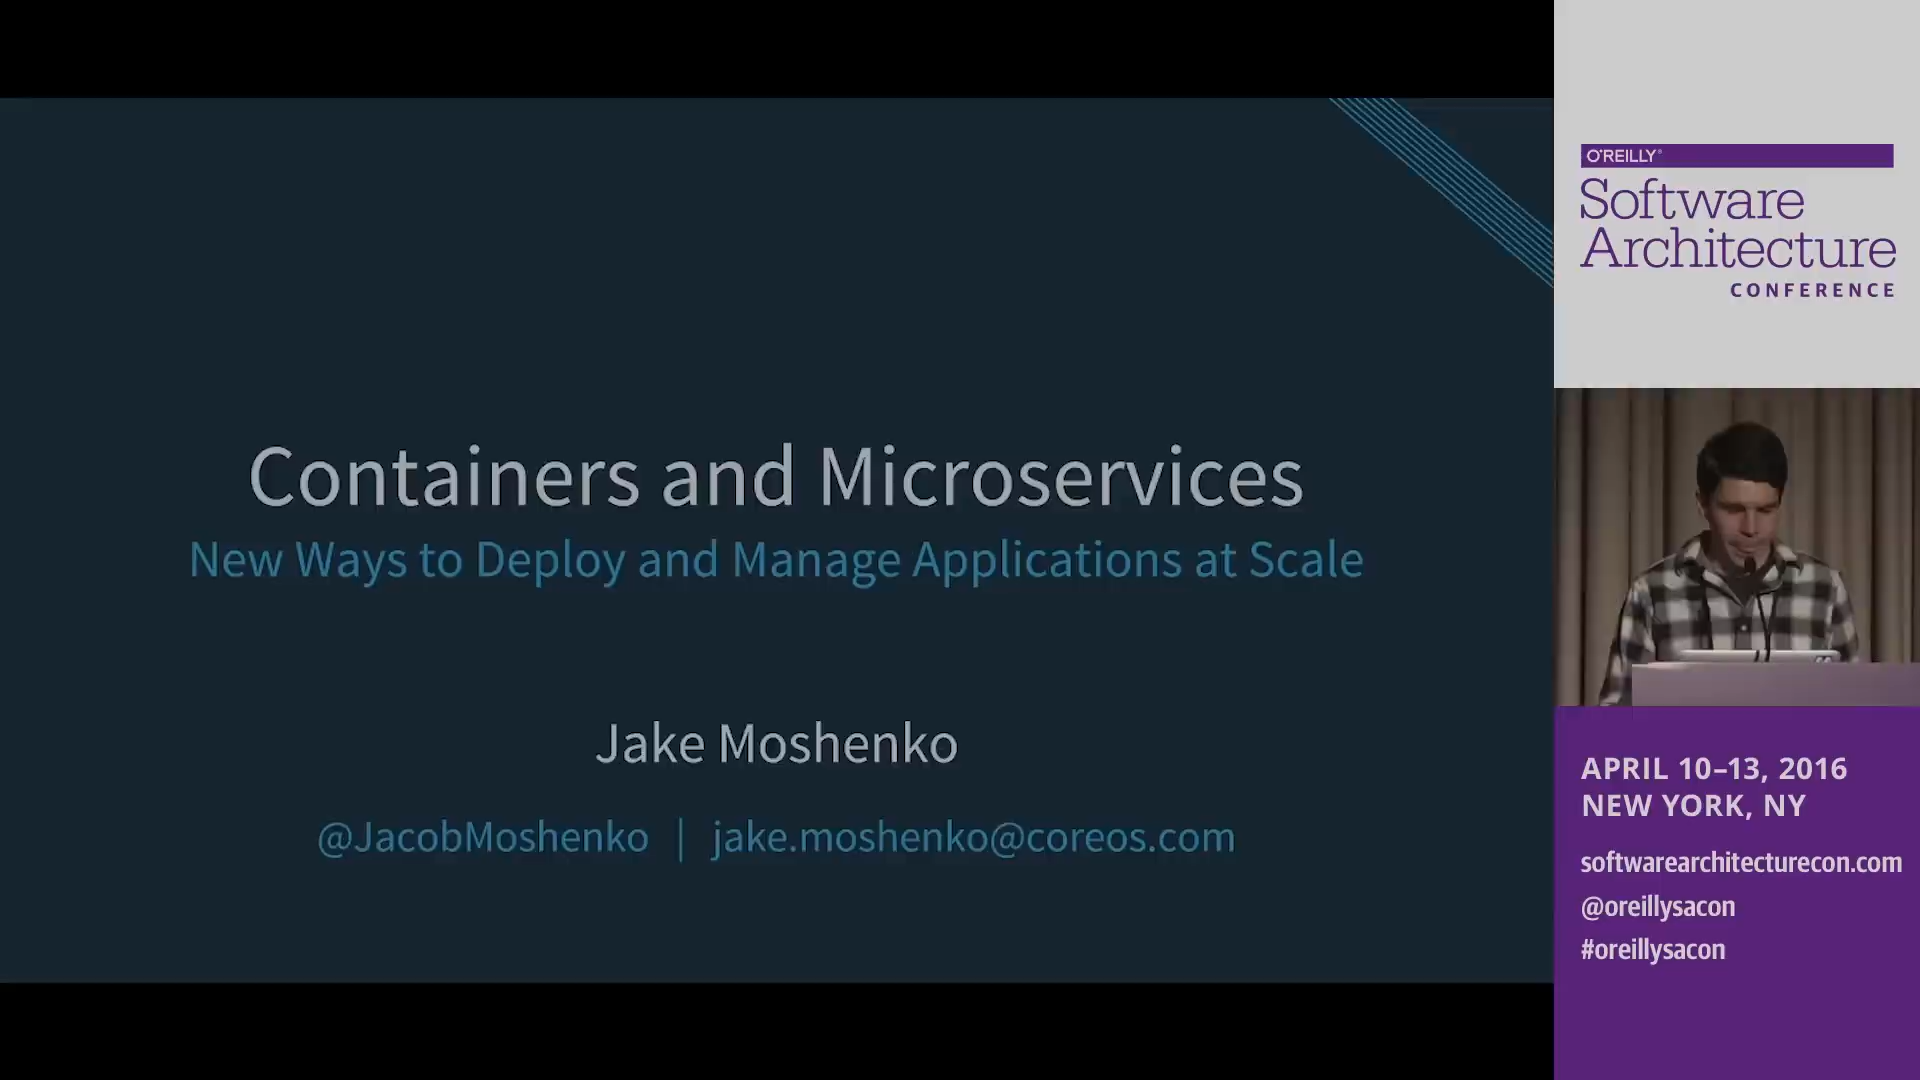 Containers and Microservices
New Ways to Deploy and Manage Applications at Scale
Jake Moshenko
@JacobMoshenko | jake.moshenko@coreos.com
O'REILLY®
Software
Architecture
CONFERENCE
APRIL 10–13, 2016
NEW YORK, NY
softwarearchitecturecon.com
@oreillysacon
#oreillysacon